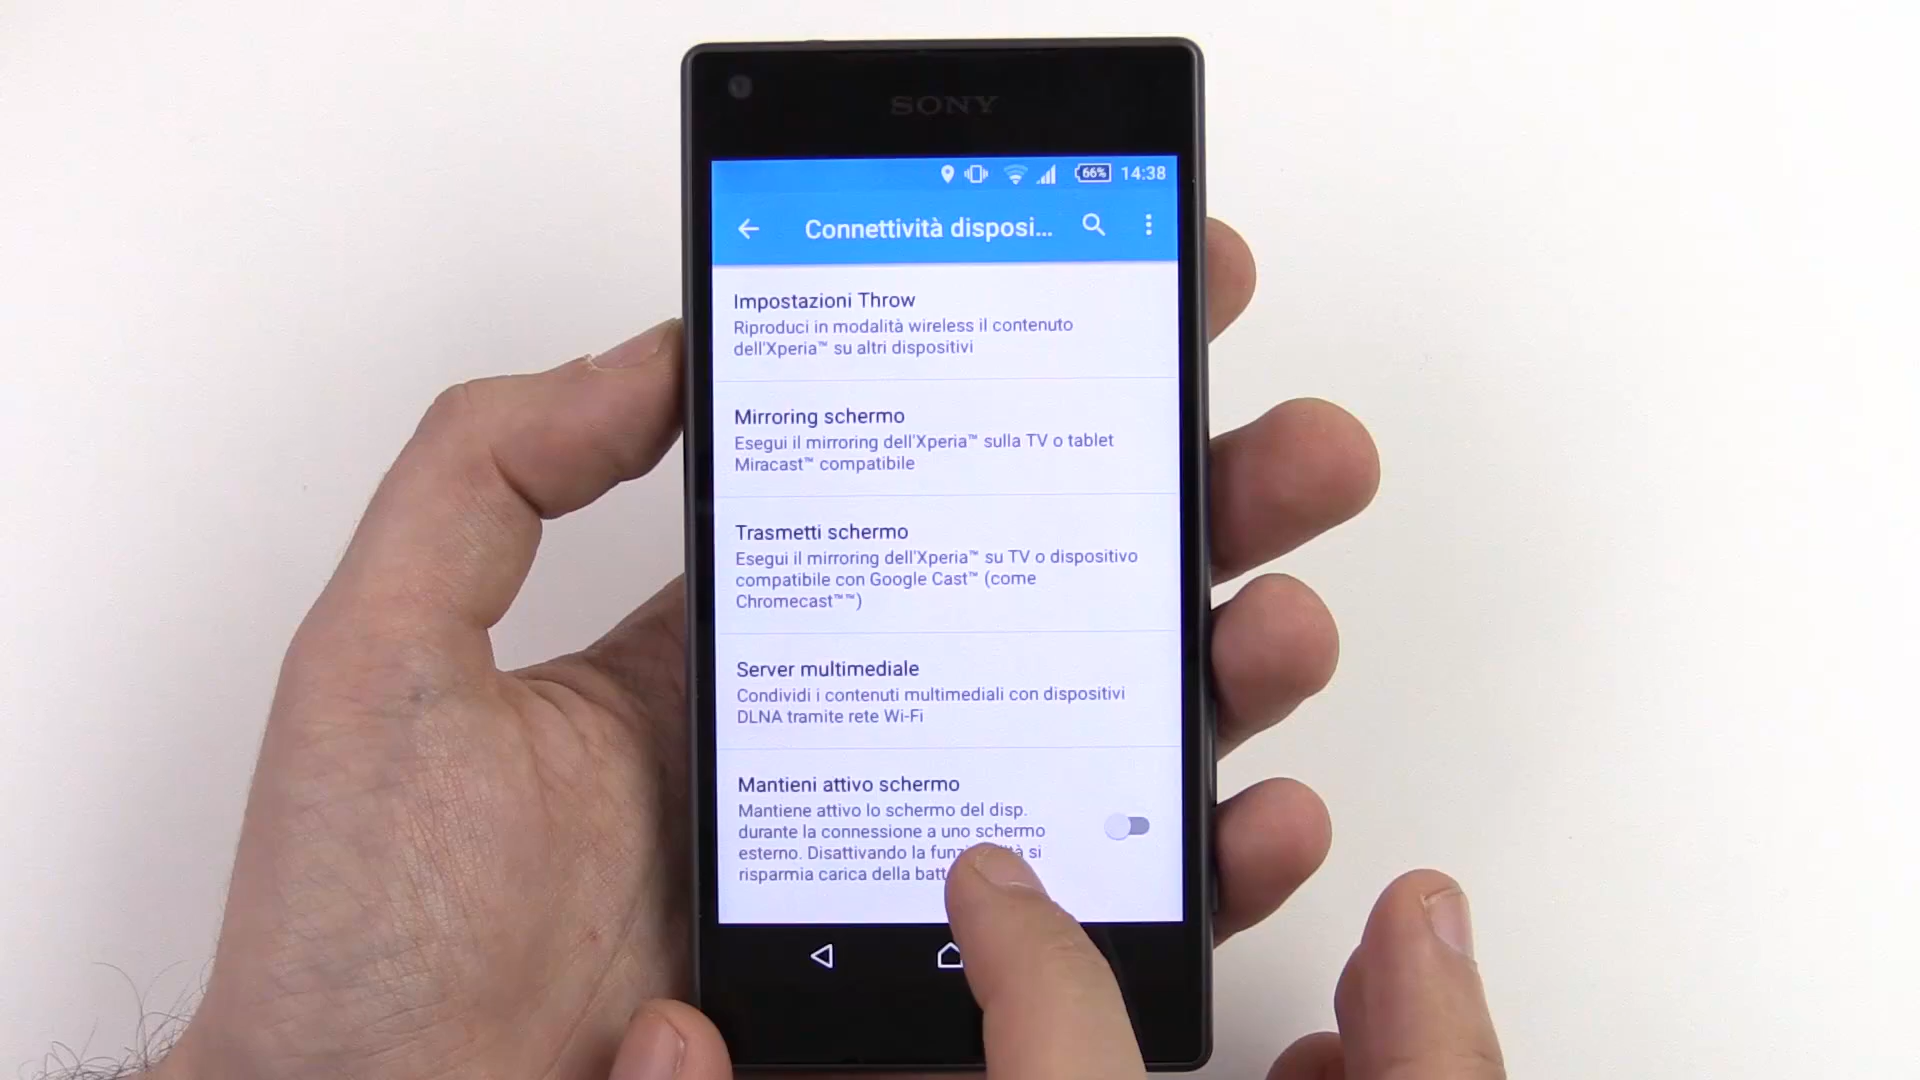 SONY
66% 14:38
Connettività disposi...
Impostazioni Throw
Riproduci in modalità wireless il contenuto
dell'Xperia™ su altri dispositivi
Mirroring schermo
Esegui il mirroring dell'Xperia™ sulla TV o tablet
Miracast™ compatibile
Trasmetti schermo
Esegui il mirroring dell'Xperia™ su TV o dispositivo
compatibile con Google Cast™ (come
Chromecast™™)
Server multimediale
Condividi i contenuti multimediali con dispositivi
DLNA tramite rete Wi-Fi
Mantieni attivo schermo
Mantiene attivo lo schermo del disp.
durante la connessione a uno schermo
esterno. Disattivando la si
risparmia carica della